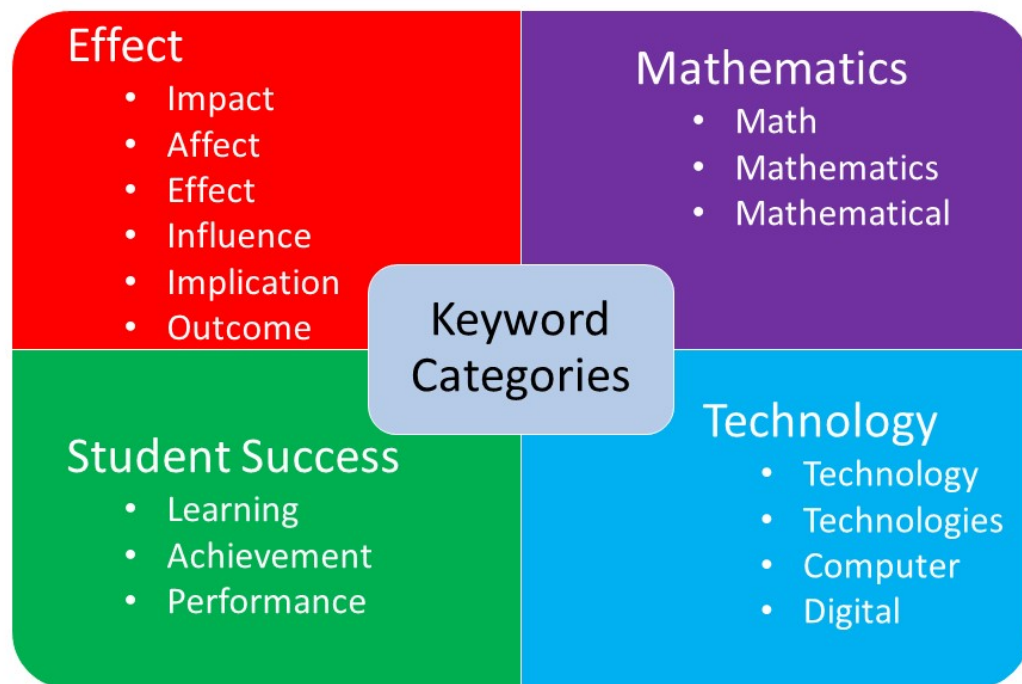 Effect
• Impact
• Affect
• Effect
• Influence
• Implication
• Outcome
Mathematics
• Math
• Mathematics
• Mathematical
Keyword
Categories
Student Success
• Learning
• Achievement
• Performance
Technology
• Technology
• Technologies
• Computer
• Digital